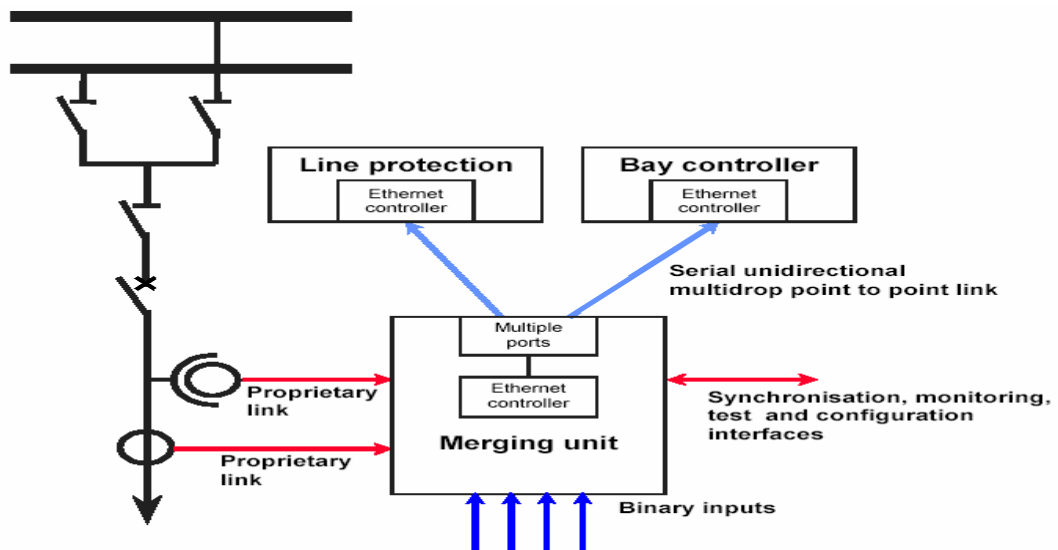 Line protection
Ethernet
controller
Bay controller
Ethernet
controller
Serial unidirectional
multidrop point to point link
Multiple
ports
Ethernet
controller
Merging unit
Proprietary
link
Proprietary
link
Synchronisation, monitoring,
test and configuration
interfaces
Binary inputs